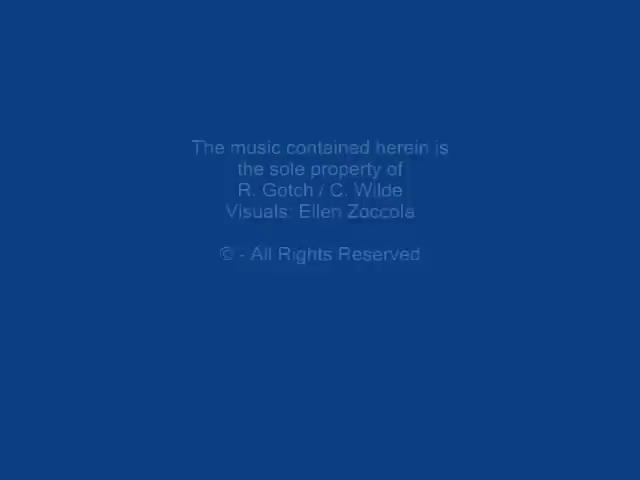 The music contained herein is
the sole property of
R. Gotch / C. Wilde
Visuals: Ellen Zoccola
© - All Rights Reserved